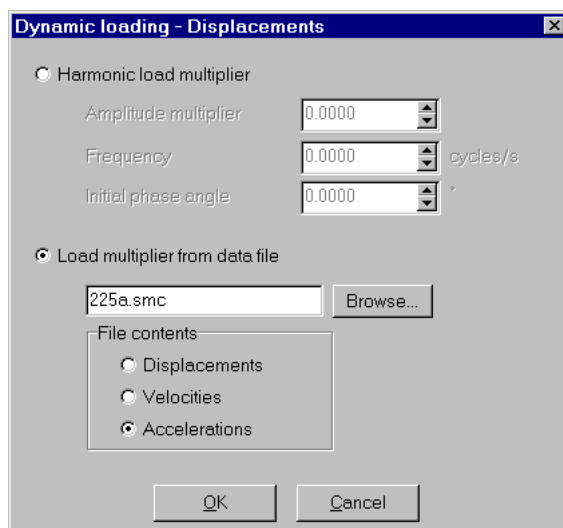 Dynamic loading - Displacements
Harmonic load multiplier
Amplitude multiplier 0.0000
Frequency 0.0000 cycles/s
Initial phase angle 0.0000 °
Load multiplier from data file
225a.smc Browse...
File contents
Displacements
Velocities
Accelerations
OK Cancel